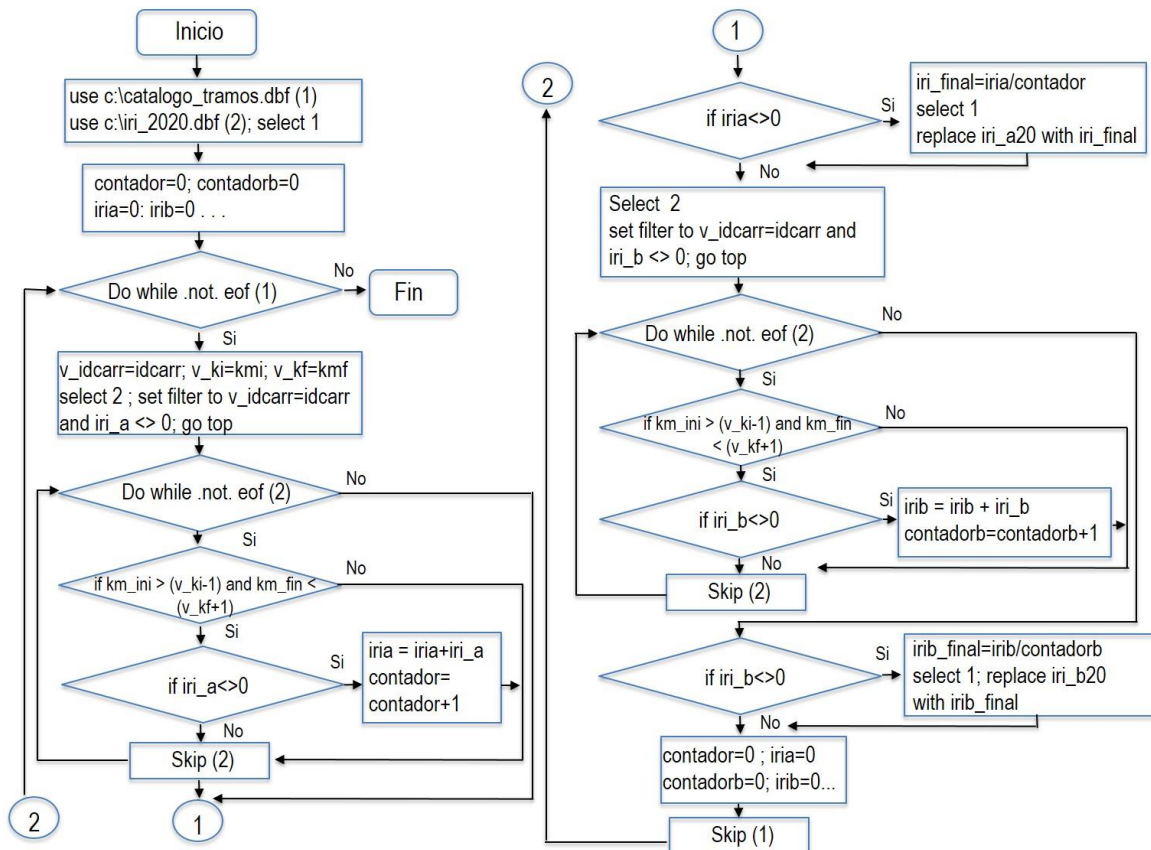 Inicio
use c:\catalogo_tramos.dbf (1)
use c:\iri_2020.dbf (2); select 1
contador=0; contadorb=0
iria=0: irib=0 . . .
Do while .not. eof (1)
No
Fin
Si
v_idcarr=idcarr; v_ki=kmi; v_kf=kmf
select 2 ; set filter to v_idcarr=idcarr
and iri_a <> 0; go top
Do while .not. eof (2)
No
Si
if km_ini > (v_ki-1) and km_fin <
(v_kf+1)
No
Si
if iri_a<>0
Si
iria = iria+iri_a
contador=
contador+1
No
Skip (2)
2
1
1
2
if iria<>0
Si
iri_final=iria/contador
select 1
replace iri_a20 with iri_final
No
Select 2
set filter to v_idcarr=idcarr and
iri_b <> 0; go top
Do while .not. eof (2)
No
Si
if km_ini > (v_ki-1) and km_fin
< (v_kf+1)
No
Si
if iri_b<>0
Si
irib = irib + iri_b
contadorb=contadorb+1
No
Skip (2)
if iri_b<>0
Si
irib_final=irib/contadorb
select 1; replace iri_b20
with irib_final
No
contador=0 ; iria=0
contadorb=0; irib=0...
Skip (1)